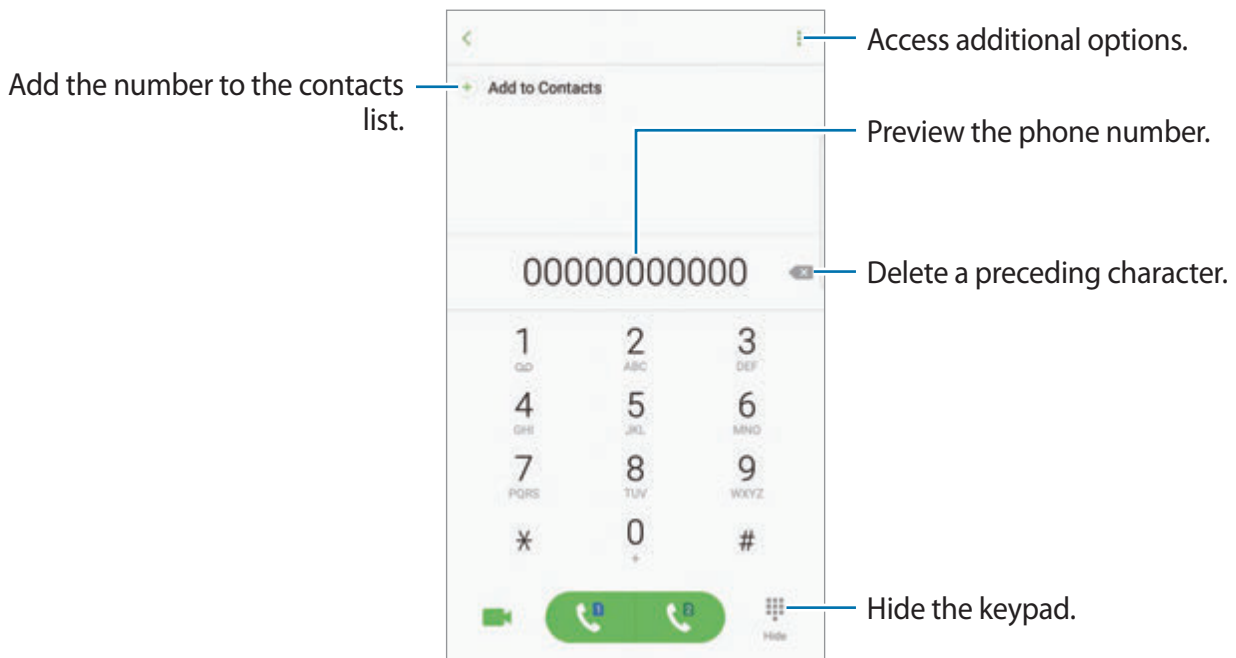 Access additional options.
Add the number to the contacts
list.
Add to Contacts
Preview the phone number.
00000000000
Delete a preceding character.
1 2 3
ABC DEF
4 5 6
GHI JKL MNO
7 8 9
PQRS TUV WXYZ
* 0 #
+
1 2
Hide the keypad.
Hide